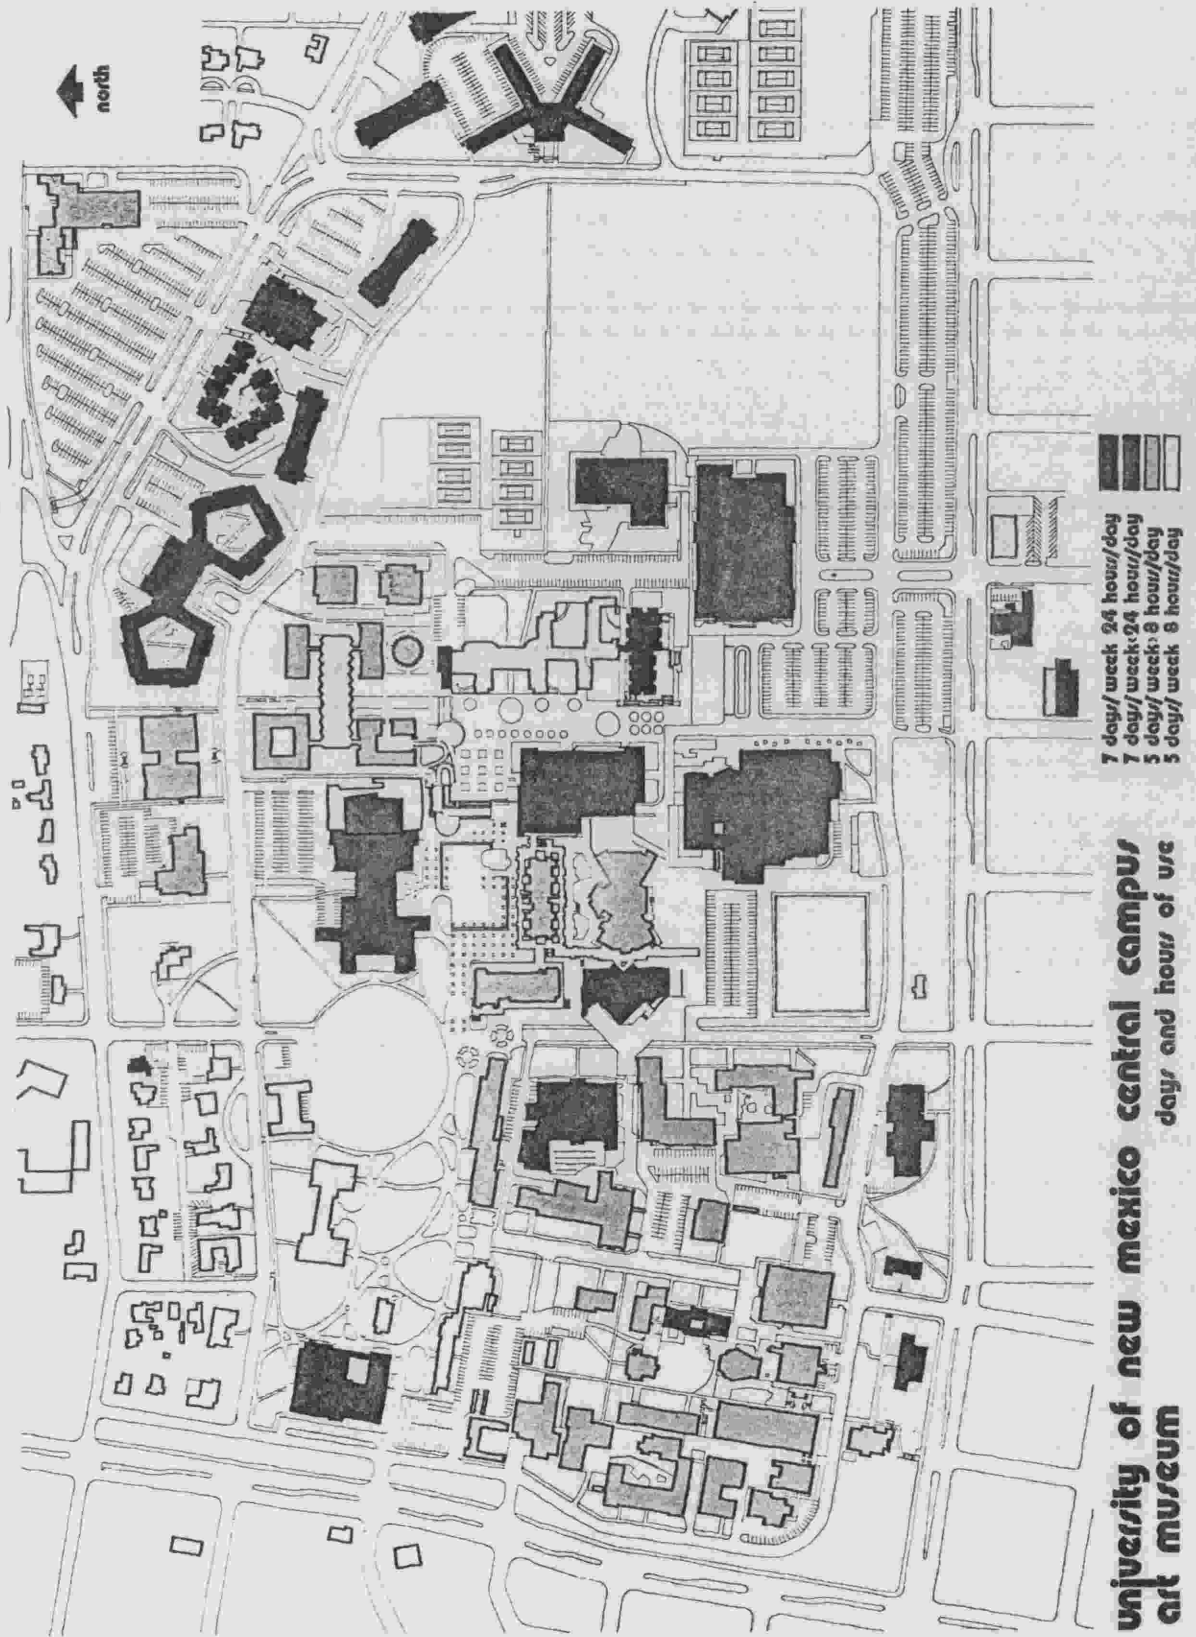 north
university of new mexico central campus
art museum
days and hours of use
7 days/week 24 hours/day
7 days/week<24 hours/day
5 days/week>8 hours/day
5 days/week 8 hours/day